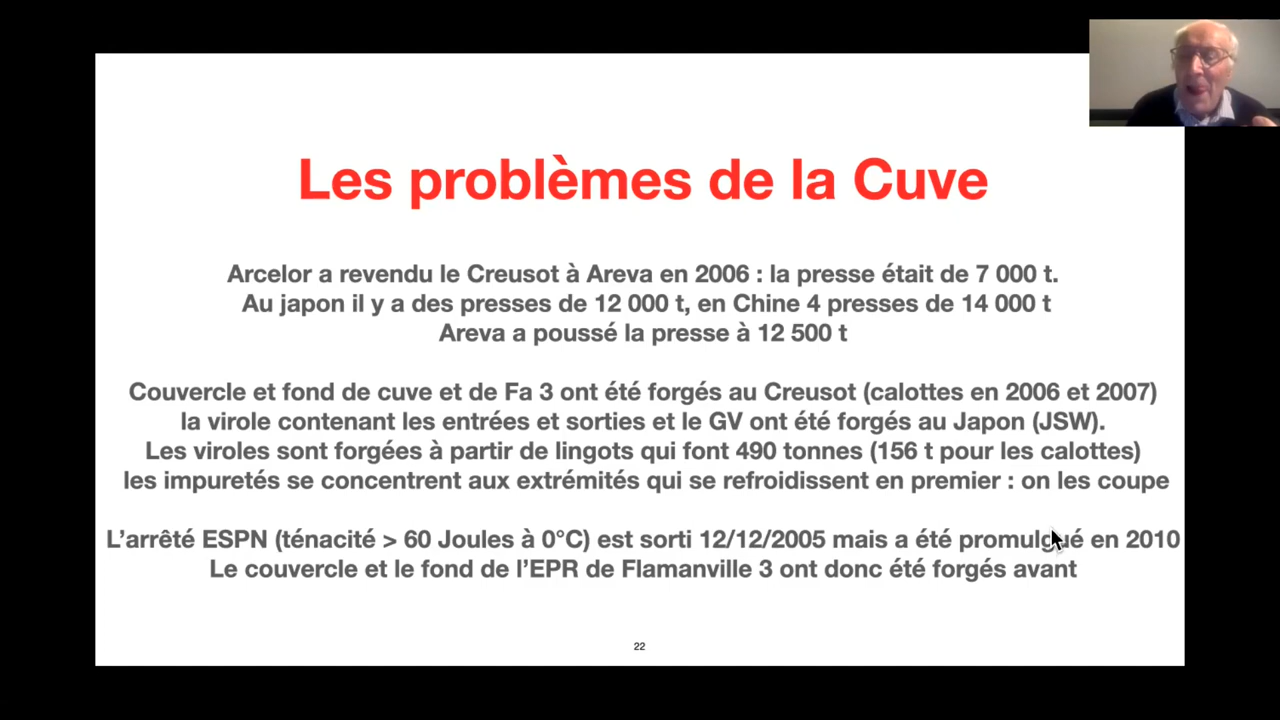 Les problèmes de la Cuve
Arcelor a revendu le Creusot à Areva en 2006 : la presse était de 7 000 t.
Au japon il y a des presses de 12 000 t, en Chine 4 presses de 14 000 t
Areva a poussé la presse à 12 500 t
Couvercle et fond de cuve et de Fa 3 ont été forgés au Creusot (calottes en 2006 et 2007)
la virole contenant les entrées et sorties et le GV ont été forgés au Japon (JSW).
Les viroles sont forgées à partir de lingots qui font 490 tonnes (156 t pour les calottes)
les impuretés se concentrent aux extrémités qui se refroidissent en premier : on les coupe
L’arrêté ESPN (ténacité > 60 Joules à 0°C) est sorti 12/12/2005 mais a été promulgué en 2010
Le couvercle et le fond de l’EPR de Flamanville 3 ont donc été forgés avant
22